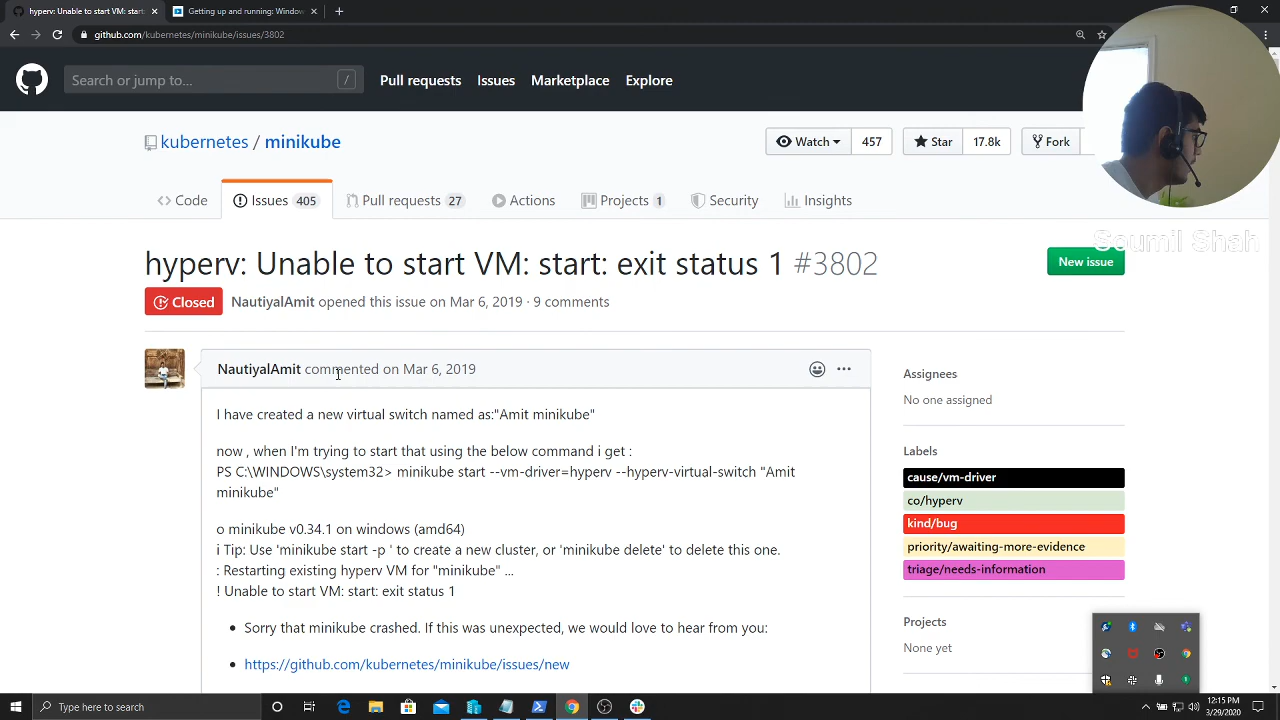 hyperv: Unable to start VM: star
Getting up and running: Window
github.com/kubernetes/minikube/issues/3802
Search or jump to...
/
Pull requests
Issues
Marketplace
Explore
kubernetes / minikube
Watch
457
Star
17.8k
Fork
Code
Issues 405
Pull requests 27
Actions
Projects 1
Security
Insights
Soumil Shah
hyperv: Unable to start VM: start: exit status 1 #3802
New issue
Closed
NautiyalAmit opened this issue on Mar 6, 2019 · 9 comments
NautiyalAmit commented on Mar 6, 2019
I have created a new virtual switch named as:"Amit minikube"
now , when I'm trying to start that using the below command i get :
PS C:\WINDOWS\system32> minikube start --vm-driver=hyperv --hyperv-virtual-switch "Amit
minikube"
o minikube v0.34.1 on windows (amd64)
i Tip: Use 'minikube start -p ' to create a new cluster, or 'minikube delete' to delete this one.
: Restarting existing hyperv VM for "minikube" ...
! Unable to start VM: start: exit status 1
• Sorry that minikube crashed. If this was unexpected, we would love to hear from you:
• https://github.com/kubernetes/minikube/issues/new
Assignees
No one assigned
Labels
cause/vm-driver
co/hyperv
kind/bug
priority/awaiting-more-evidence
triage/needs-information
Projects
None yet
Type here to search
12:15 PM
3/29/2020